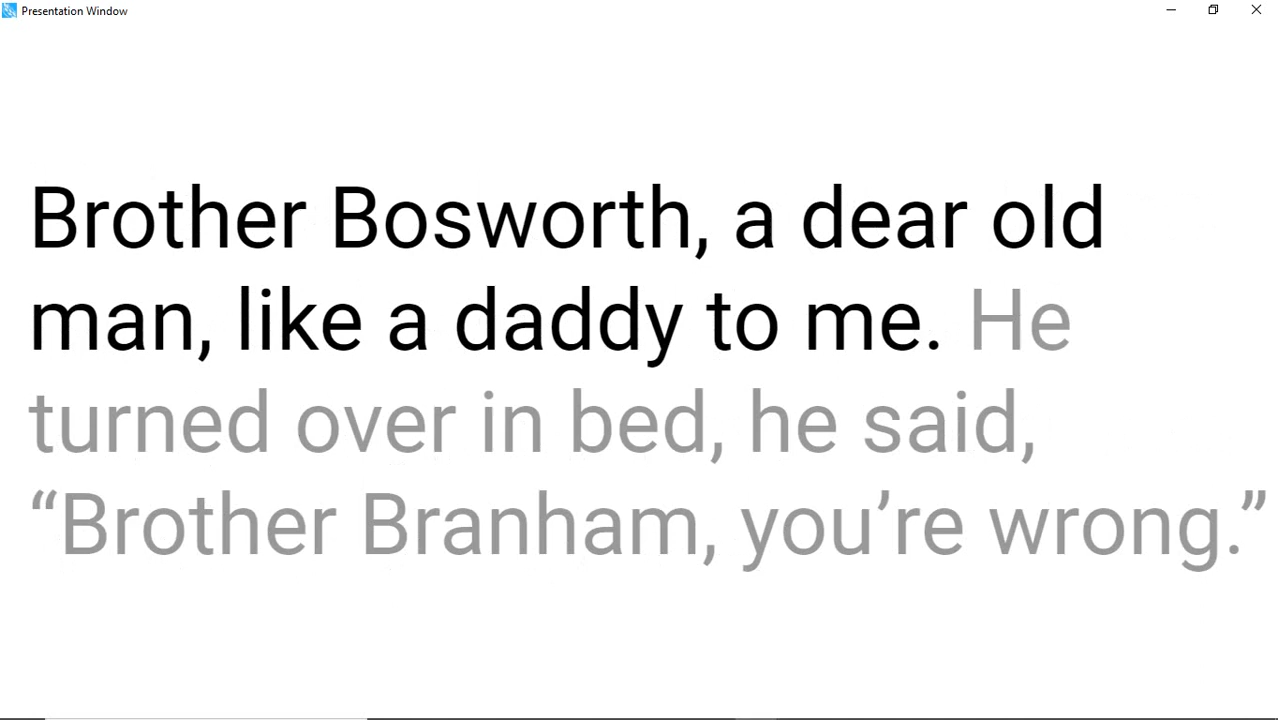 Presentation Window
Brother Bosworth, a dear old
man, like a daddy to me. He
turned over in bed, he said,
“Brother Branham, you’re wrong.”